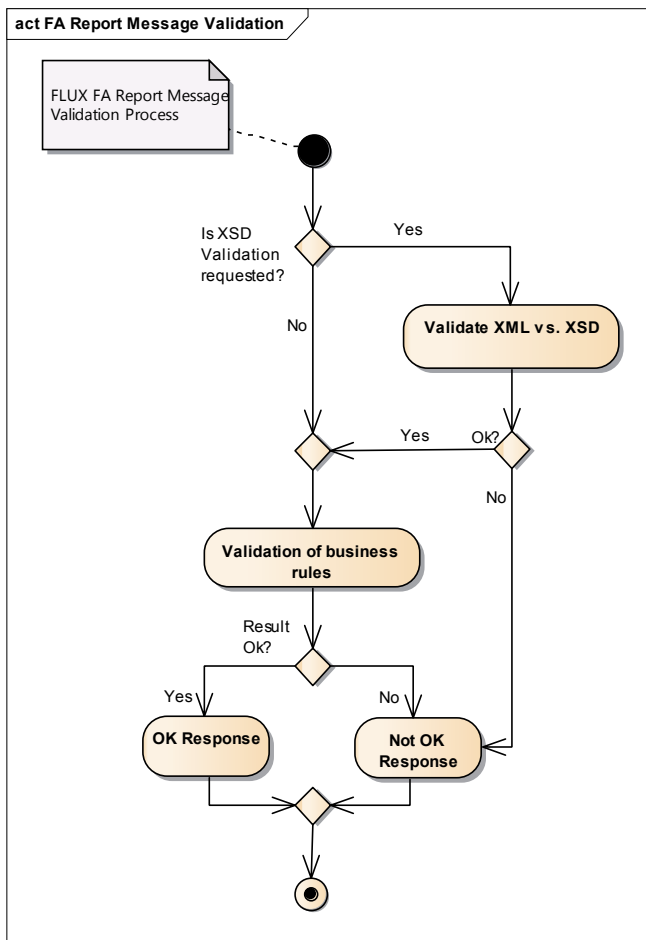 act FA Report Message Validation
FLUX FA Report Message
Validation Process
Is XSD
Validation
requested?
Yes
No
Validate XML vs. XSD
Ok?
Yes
No
Validation of business
rules
Result
Ok?
Yes
No
OK Response
Not OK
Response